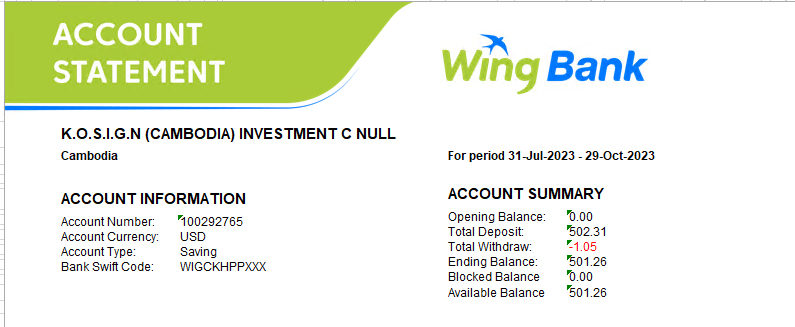 ACCOUNT
STATEMENT
Wing Bank
K.O.S.I.G.N (CAMBODIA) INVESTMENT C NULL
Cambodia
For period 31-Jul-2023 - 29-Oct-2023
ACCOUNT INFORMATION
Account Number: 100292765
Account Currency: USD
Account Type: Saving
Bank Swift Code: WIGCKHPPXXX
ACCOUNT SUMMARY
Opening Balance: 0.00
Total Deposit: 502.31
Total Withdraw: -1.05
Ending Balance: 501.26
Blocked Balance 0.00
Available Balance 501.26